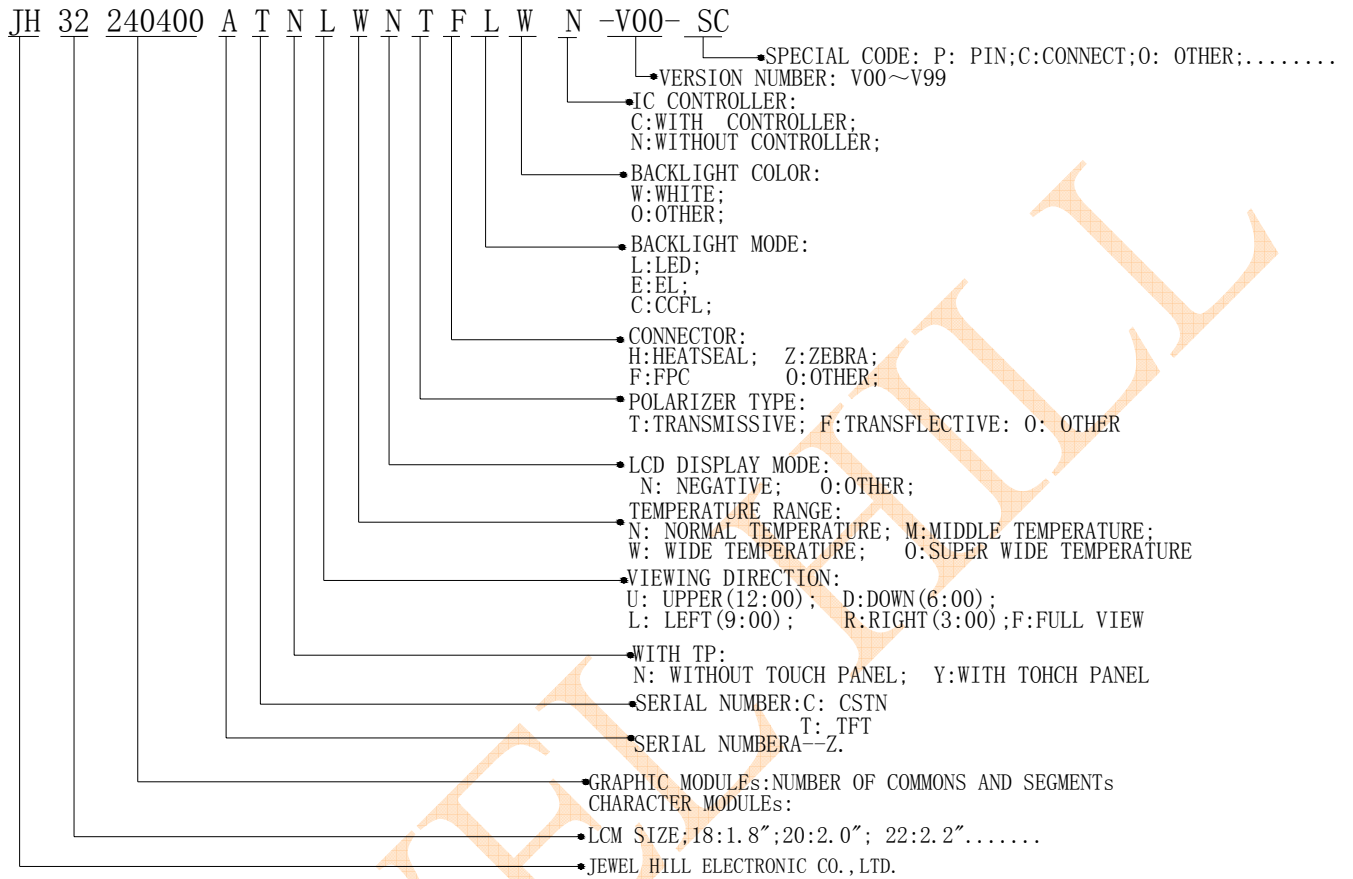 JH 32 240400 A T N L W N T F L W N -V00- SC
SPECIAL CODE: P: PIN;C:CONNECT;O: OTHER;........
VERSION NUMBER: V00～V99
IC CONTROLLER:
C:WITH CONTROLLER;
N:WITHOUT CONTROLLER;
BACKLIGHT COLOR:
W:WHITE;
O:OTHER;
BACKLIGHT MODE:
L:LED;
E:EL;
C:CCFL;
CONNECTOR:
H:HEATSEAL; Z:ZEBRA;
F:FPC O:OTHER;
POLARIZER TYPE:
T:TRANSMISSIVE; F:TRANSFLECTIVE: O: OTHER
LCD DISPLAY MODE:
N: NEGATIVE; O:OTHER;
TEMPERATURE RANGE:
N: NORMAL TEMPERATURE; M:MIDDLE TEMPERATURE;
W: WIDE TEMPERATURE; O:SUPER WIDE TEMPERATURE
VIEWING DIRECTION:
U: UPPER(12:00); D:DOWN(6:00);
L: LEFT(9:00); R:RIGHT(3:00);F:FULL VIEW
WITH TP:
N: WITHOUT TOUCH PANEL; Y:WITH TOHCH PANEL
SERIAL NUMBER:C: CSTN
T: TFT
SERIAL NUMBERA--Z.
GRAPHIC MODULEs:NUMBER OF COMMONS AND SEGMENTs
CHARACTER MODULEs:
LCM SIZE;18:1.8″;20:2.0″; 22:2.2″.......
JEWEL HILL ELECTRONIC CO.,LTD.
HILL